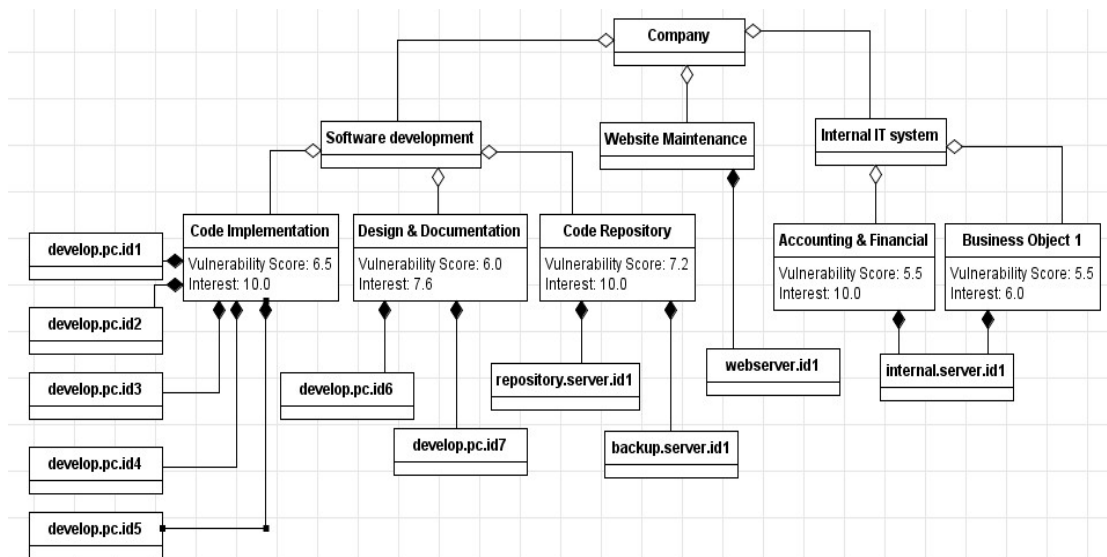 Company
Software development
Website Maintenance
Internal IT system
Code Implementation
Vulnerability Score: 6.5
Interest: 10.0
Design & Documentation
Vulnerability Score: 6.0
Interest: 7.6
Code Repository
Vulnerability Score: 7.2
Interest: 10.0
Accounting & Financial
Vulnerability Score: 5.5
Interest: 10.0
Business Object 1
Vulnerability Score: 5.5
Interest: 6.0
develop.pc.id1
develop.pc.id2
develop.pc.id3
develop.pc.id4
develop.pc.id5
develop.pc.id6
develop.pc.id7
repository.server.id1
backup.server.id1
webserver.id1
internal.server.id1